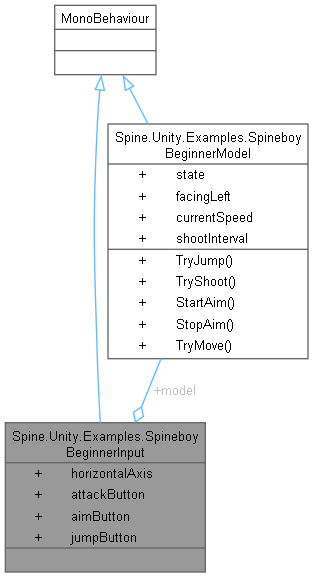 MonoBehaviour
Spine.Unity.Examples.Spineboy
BeginnerModel
+ state
+ facingLeft
+ currentSpeed
+ shootInterval
+ TryJump()
+ TryShoot()
+ StartAim()
+ StopAim()
+ TryMove()
+model
Spine.Unity.Examples.Spineboy
BeginnerInput
+ horizontalAxis
+ attackButton
+ aimButton
+ jumpButton